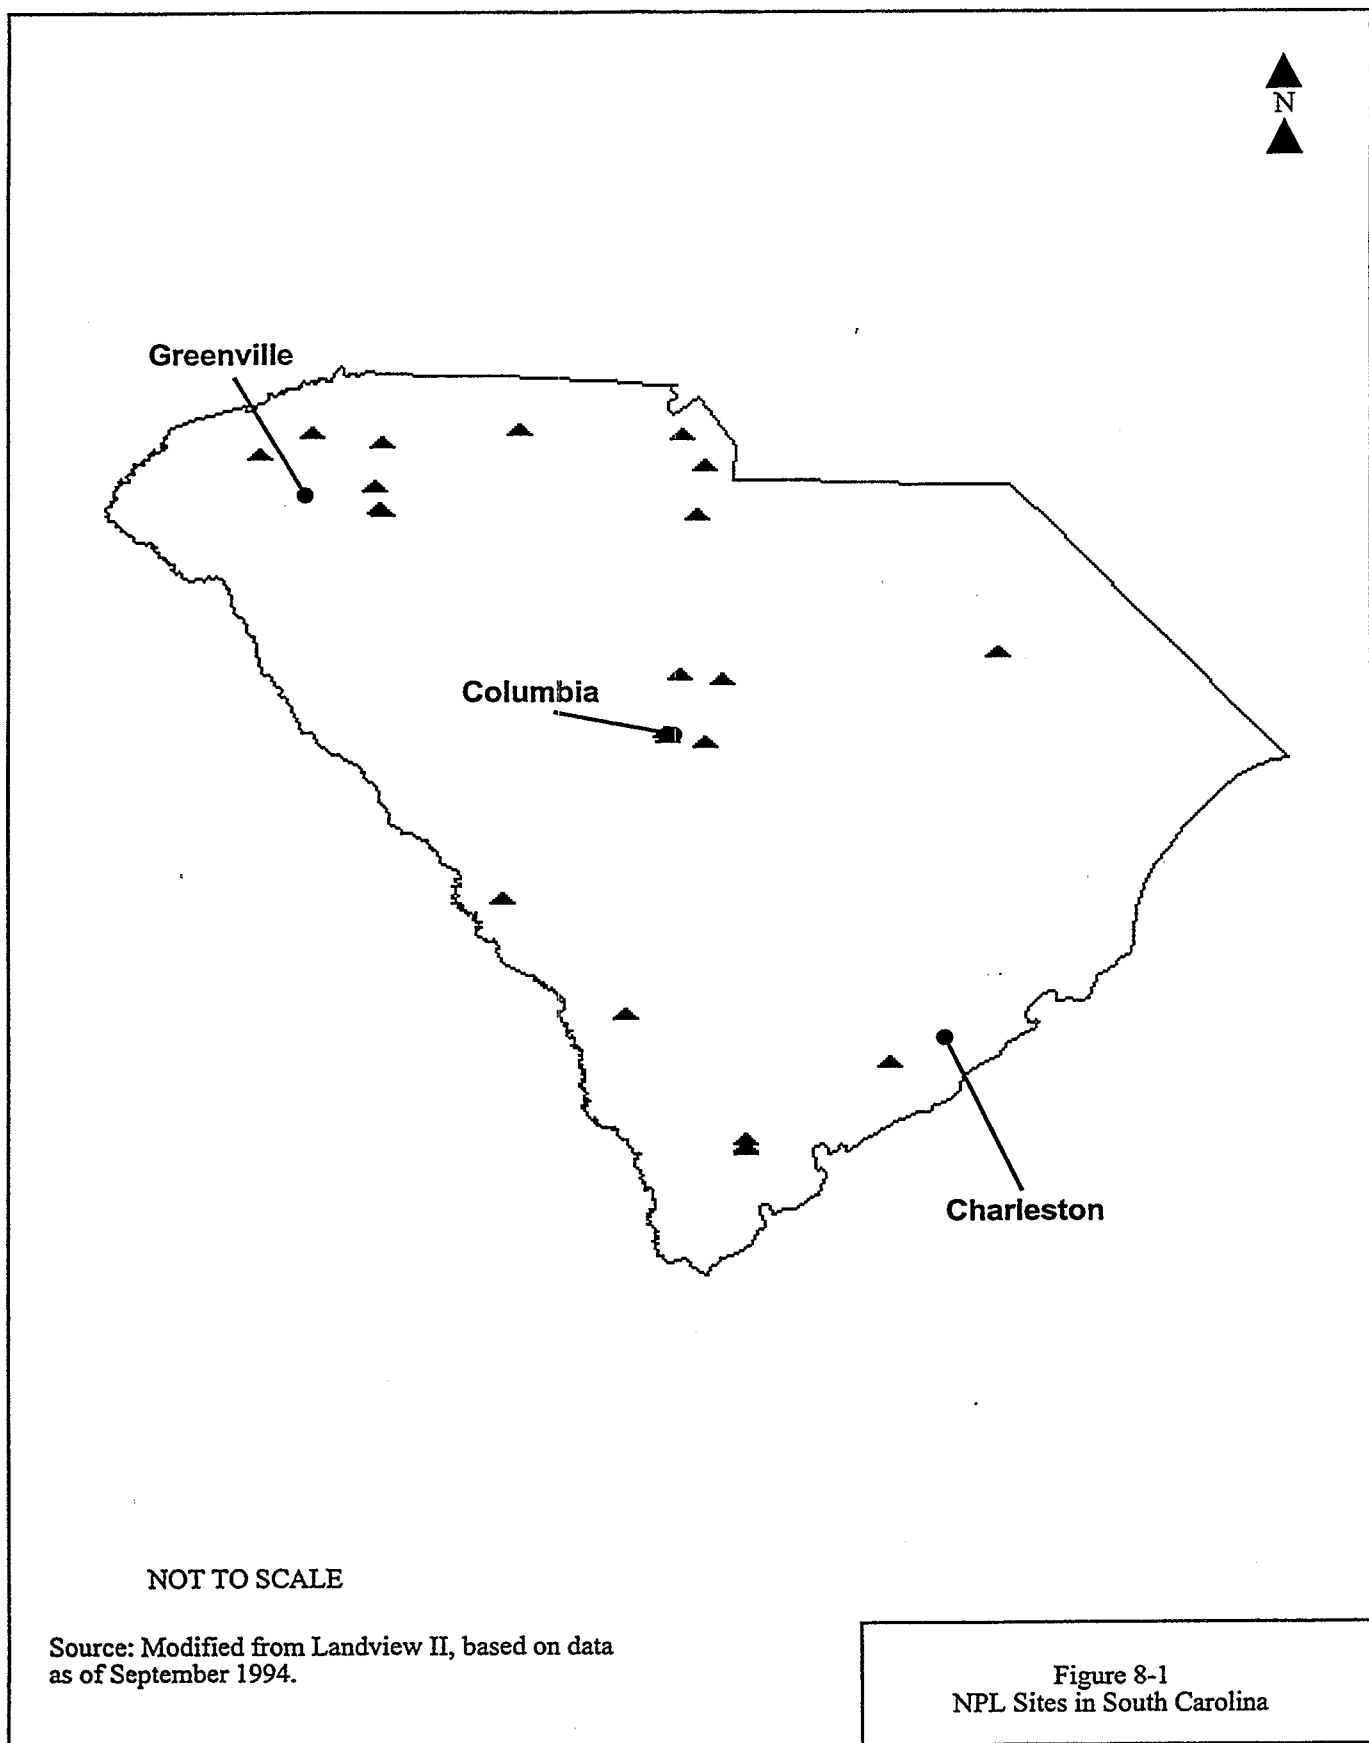 N
Greenville
Columbia
Charleston
NOT TO SCALE
Source: Modified from Landview II, based on data
as of September 1994.
Figure 8-1
NPL Sites in South Carolina